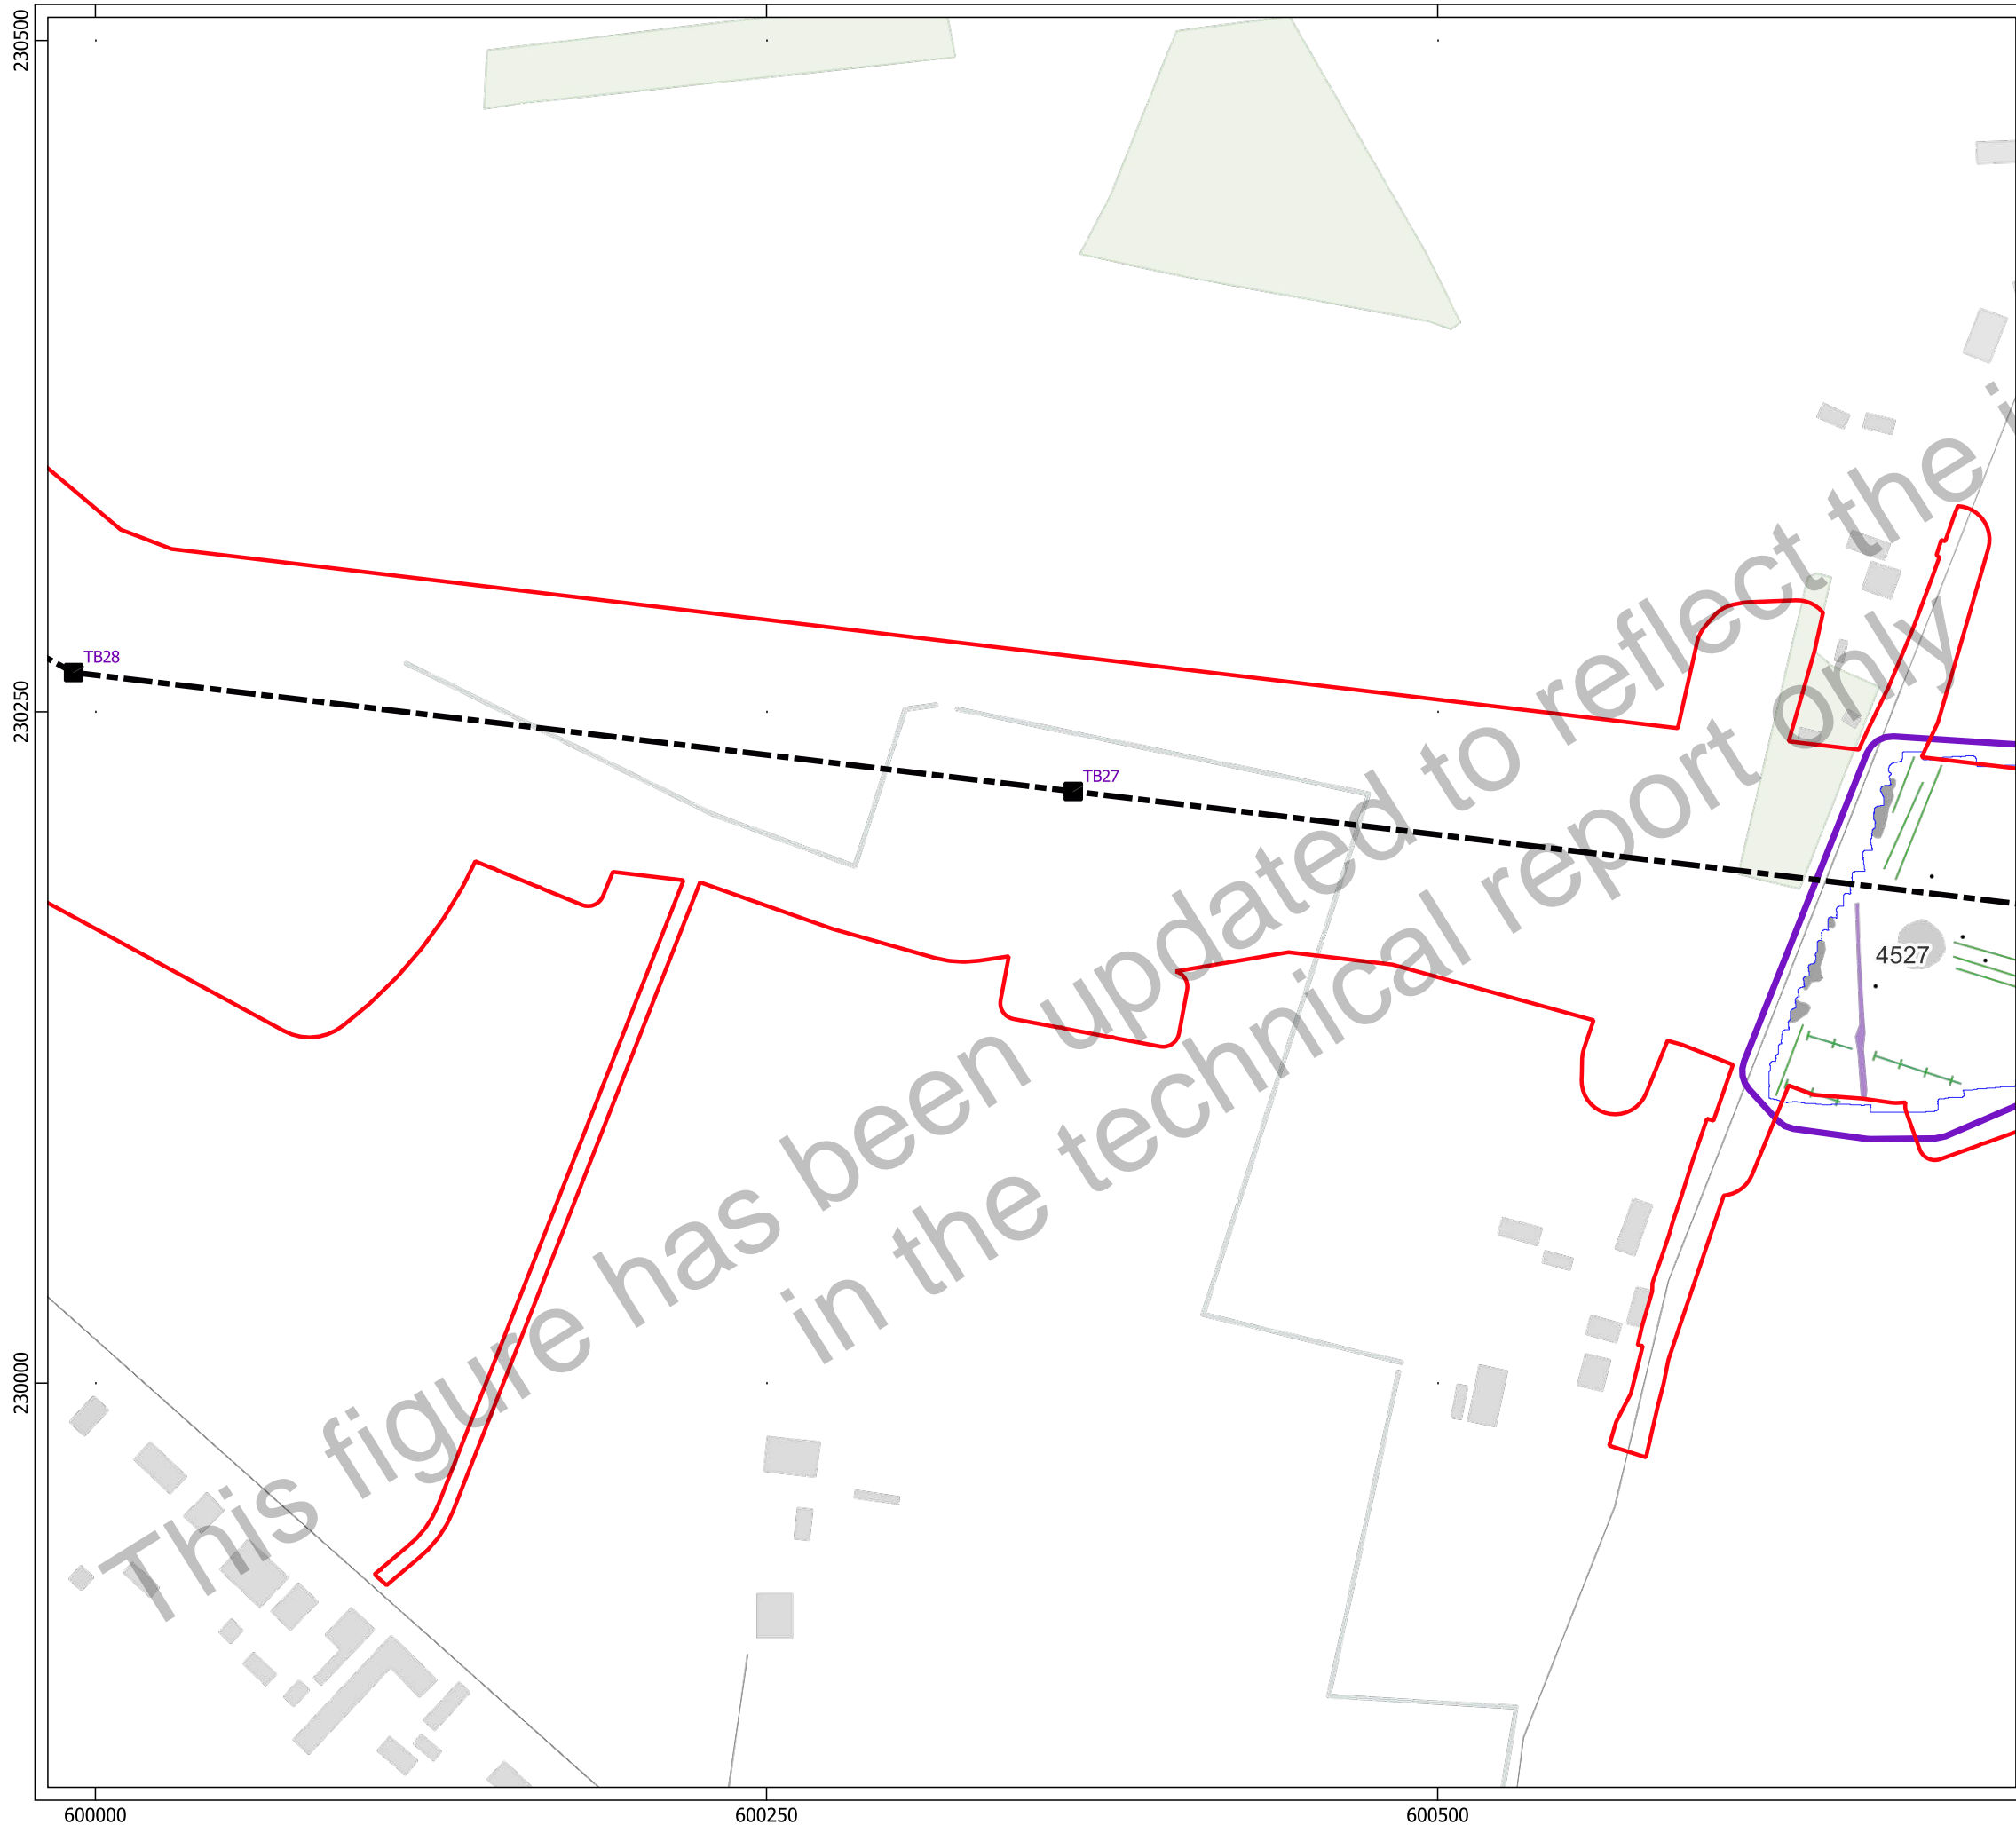 230500
TB28
230250
TB27
4527
230000
This figure has been updated to reflect the
in the technical report only
600000
600250
600500